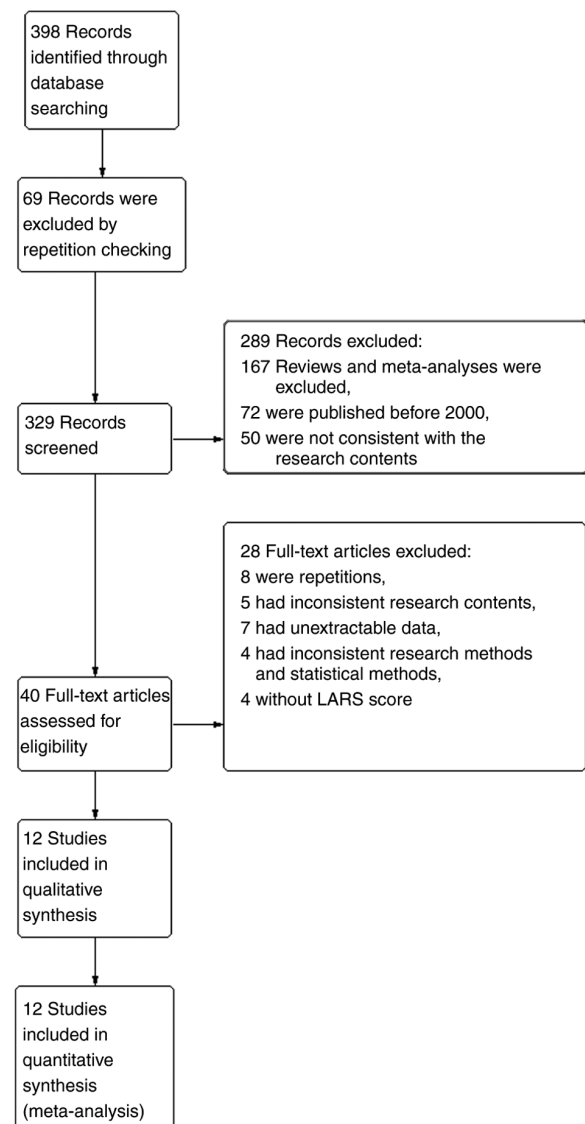 398 Records
identified through
database
searching
69 Records were
excluded by
repetition checking
289 Records excluded:
167 Reviews and meta-analyses were
excluded,
72 were published before 2000,
50 were not consistent with the
research contents
329 Records
screened
28 Full-text articles excluded:
8 were repetitions,
5 had inconsistent research contents,
7 had unextractable data,
4 had inconsistent research methods
and statistical methods,
4 without LARS score
40 Full-text articles
assessed for
eligibility
12 Studies
included in
qualitative
synthesis
12 Studies
included in
quantitative
synthesis
(meta-analysis)